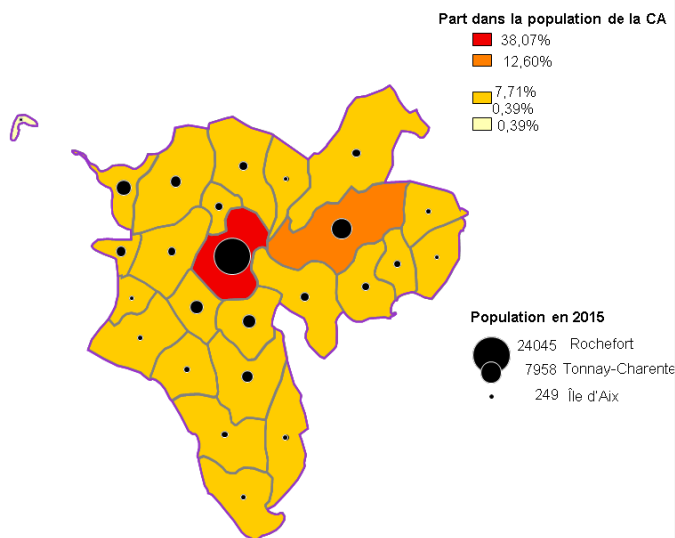 Part dans la population de la CA
38,07%
12,60%
7,71%
0,39%
0,39%
Population en 2015
24045 Rochefort
7958 Tonnay-Charente
249 Île d'Aix